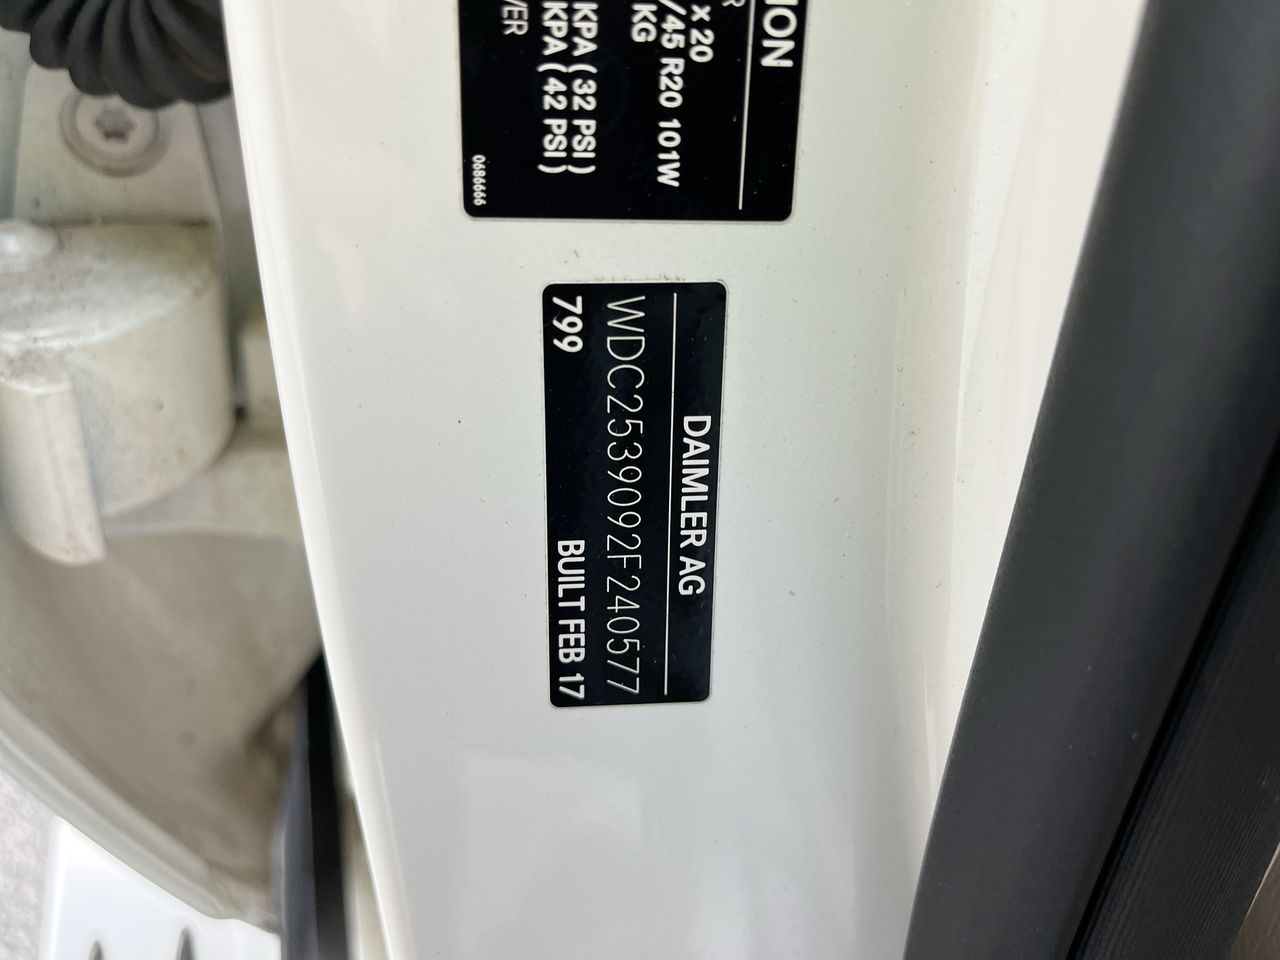 ION
R
x 20
/45 R20 101W
KG
KPA ( 32 PSI )
KPA ( 42 PSI )
VER
0686666
DAIMLER AG
WDC2539092F240577
799 BUILT FEB 17